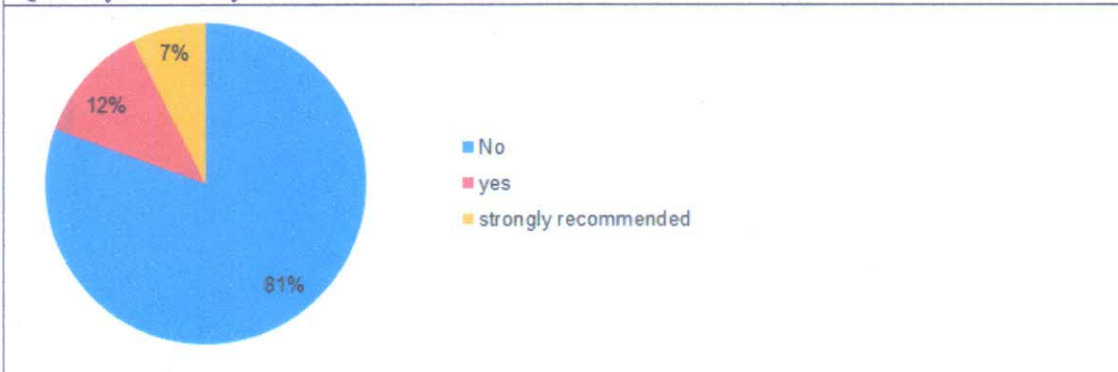 7%
12%
No
yes
strongly recommended
81%